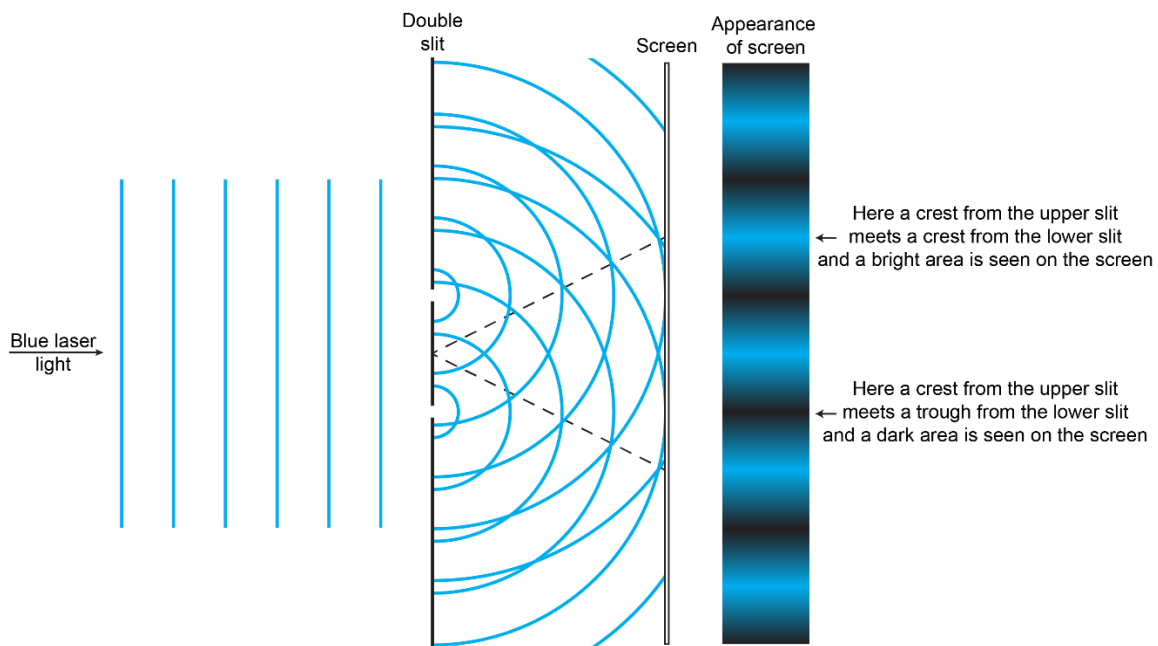 Double
slit
Screen
Appearance
of screen
Blue laser
light
Here a crest from the upper slit
meets a crest from the lower slit
and a bright area is seen on the screen
Here a crest from the upper slit
meets a trough from the lower slit
and a dark area is seen on the screen